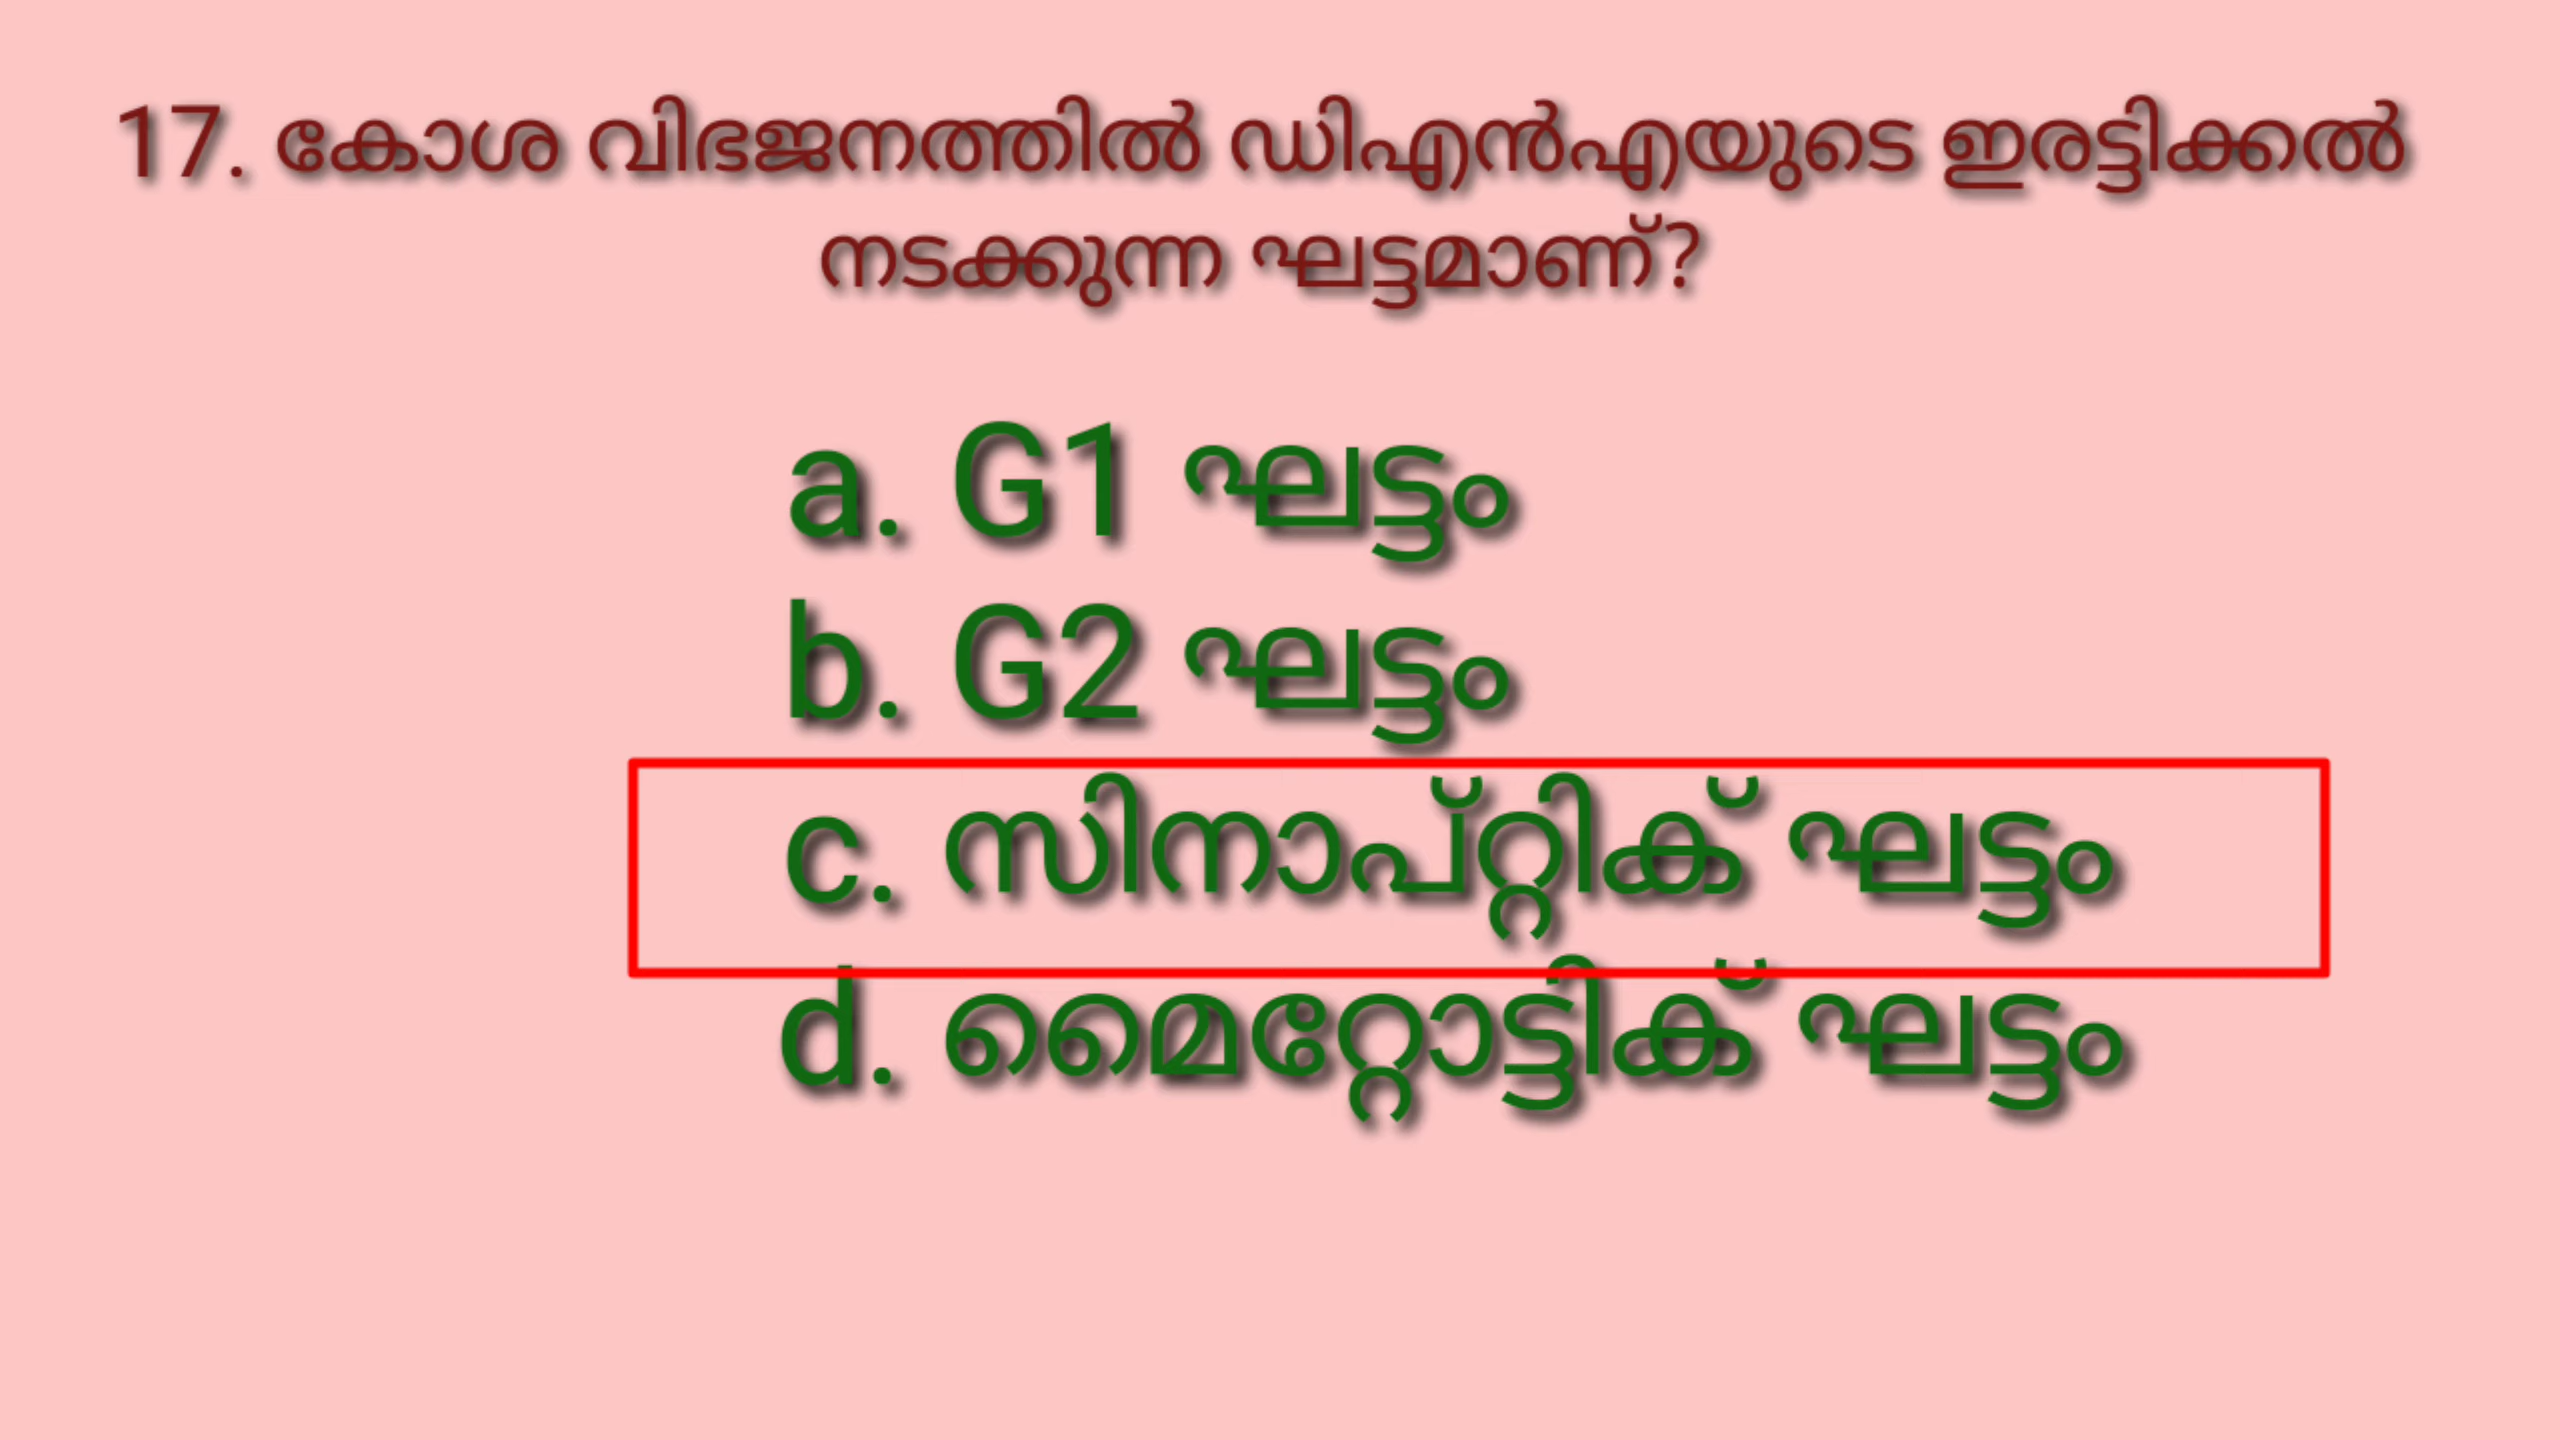 17. കോശ വിഭജനത്തിൽ ഡിഎൻഎയുടെ ഇരട്ടിക്കൽ
നടക്കുന്ന ഘട്ടമാണ്?
a. G1 ഘട്ടം
b. G2 ഘട്ടം
c. സിനാപ്റ്റിക് ഘട്ടം
d. മൈറ്റോട്ടിക് ഘട്ടം